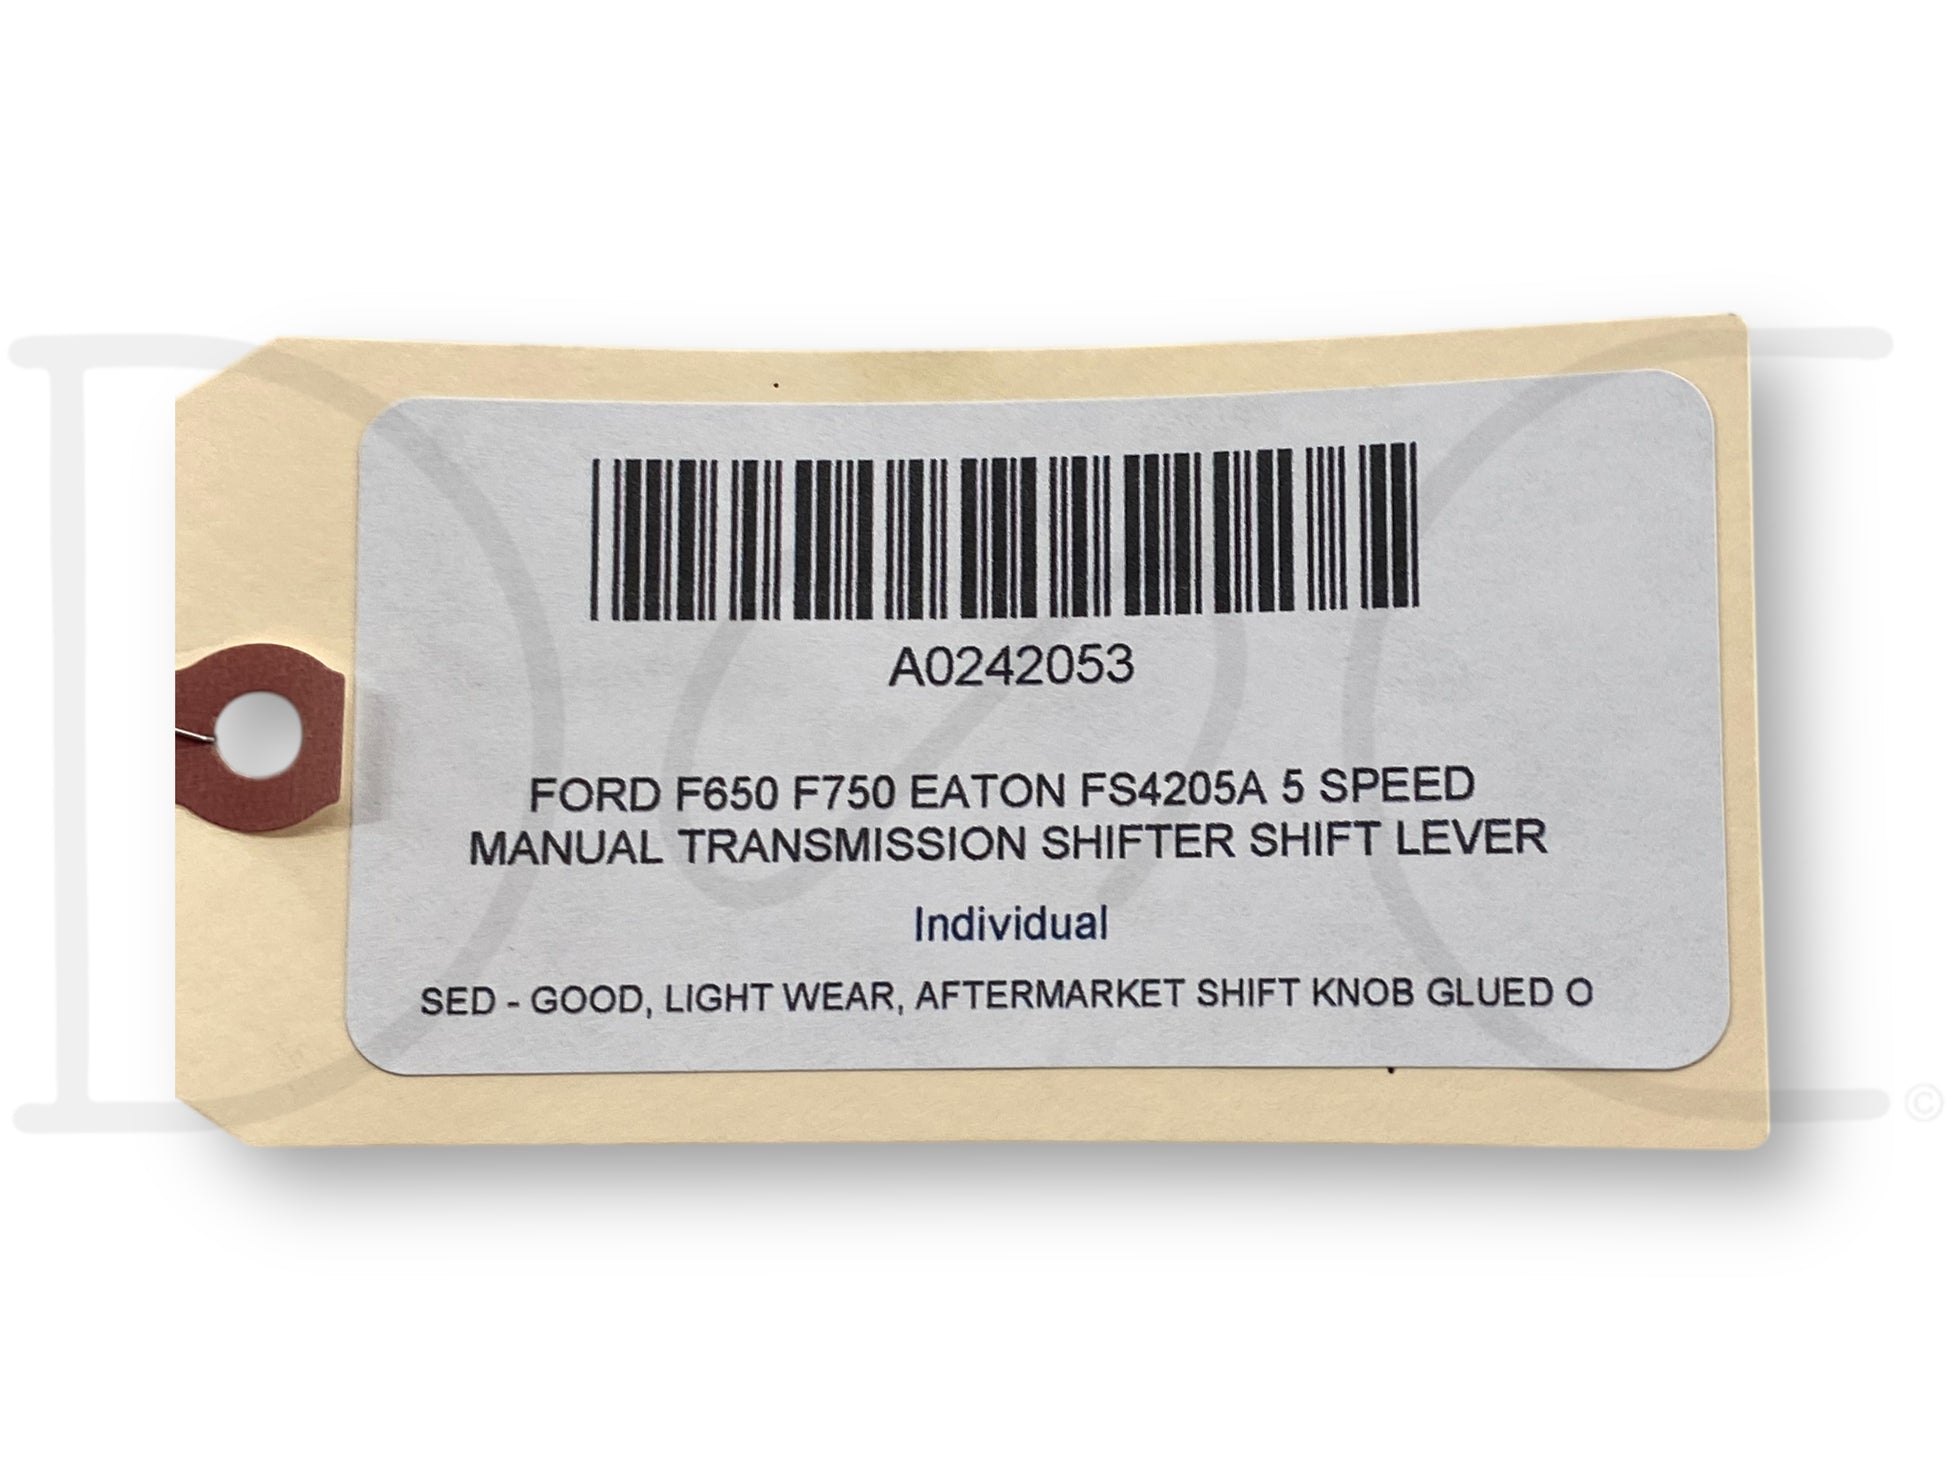 A0242053
FORD F650 F750 EATON FS4205A 5 SPEED
MANUAL TRANSMISSION SHIFTER SHIFT LEVER
Individual
SED - GOOD, LIGHT WEAR, AFTERMARKET SHIFT KNOB GLUED O
©